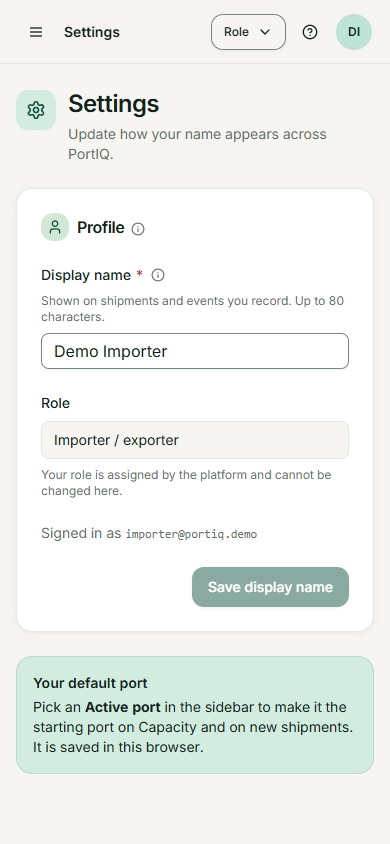 Settings
Role
DI
Settings
Update how your name appears across
PortIQ.
Profile
Display name *
Shown on shipments and events you record. Up to 80
characters.
Demo Importer
Role
Importer / exporter
Your role is assigned by the platform and cannot be
changed here.
Signed in as importer@portiq.demo
Save display name
Your default port
Pick an Active port in the sidebar to make it the
starting port on Capacity and on new shipments.
It is saved in this browser.